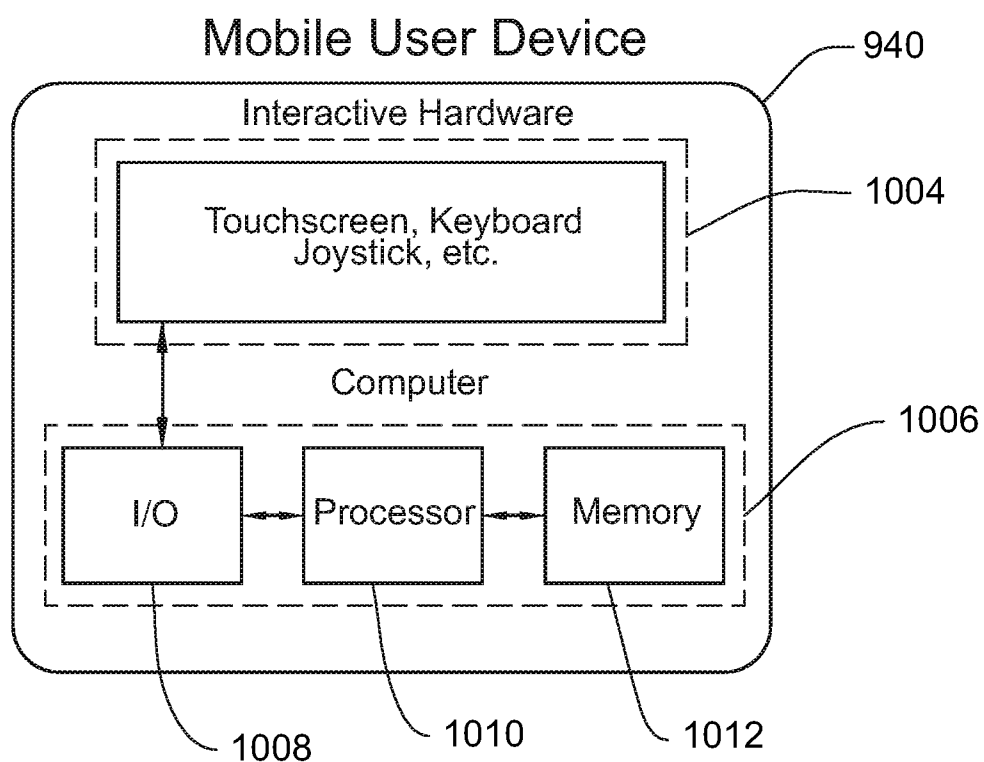 Mobile User Device
940
Interactive Hardware
1004
Touchscreen, Keyboard
Joystick, etc.
Computer
1006
I/O
Processor
Memory
1008
1010
1012